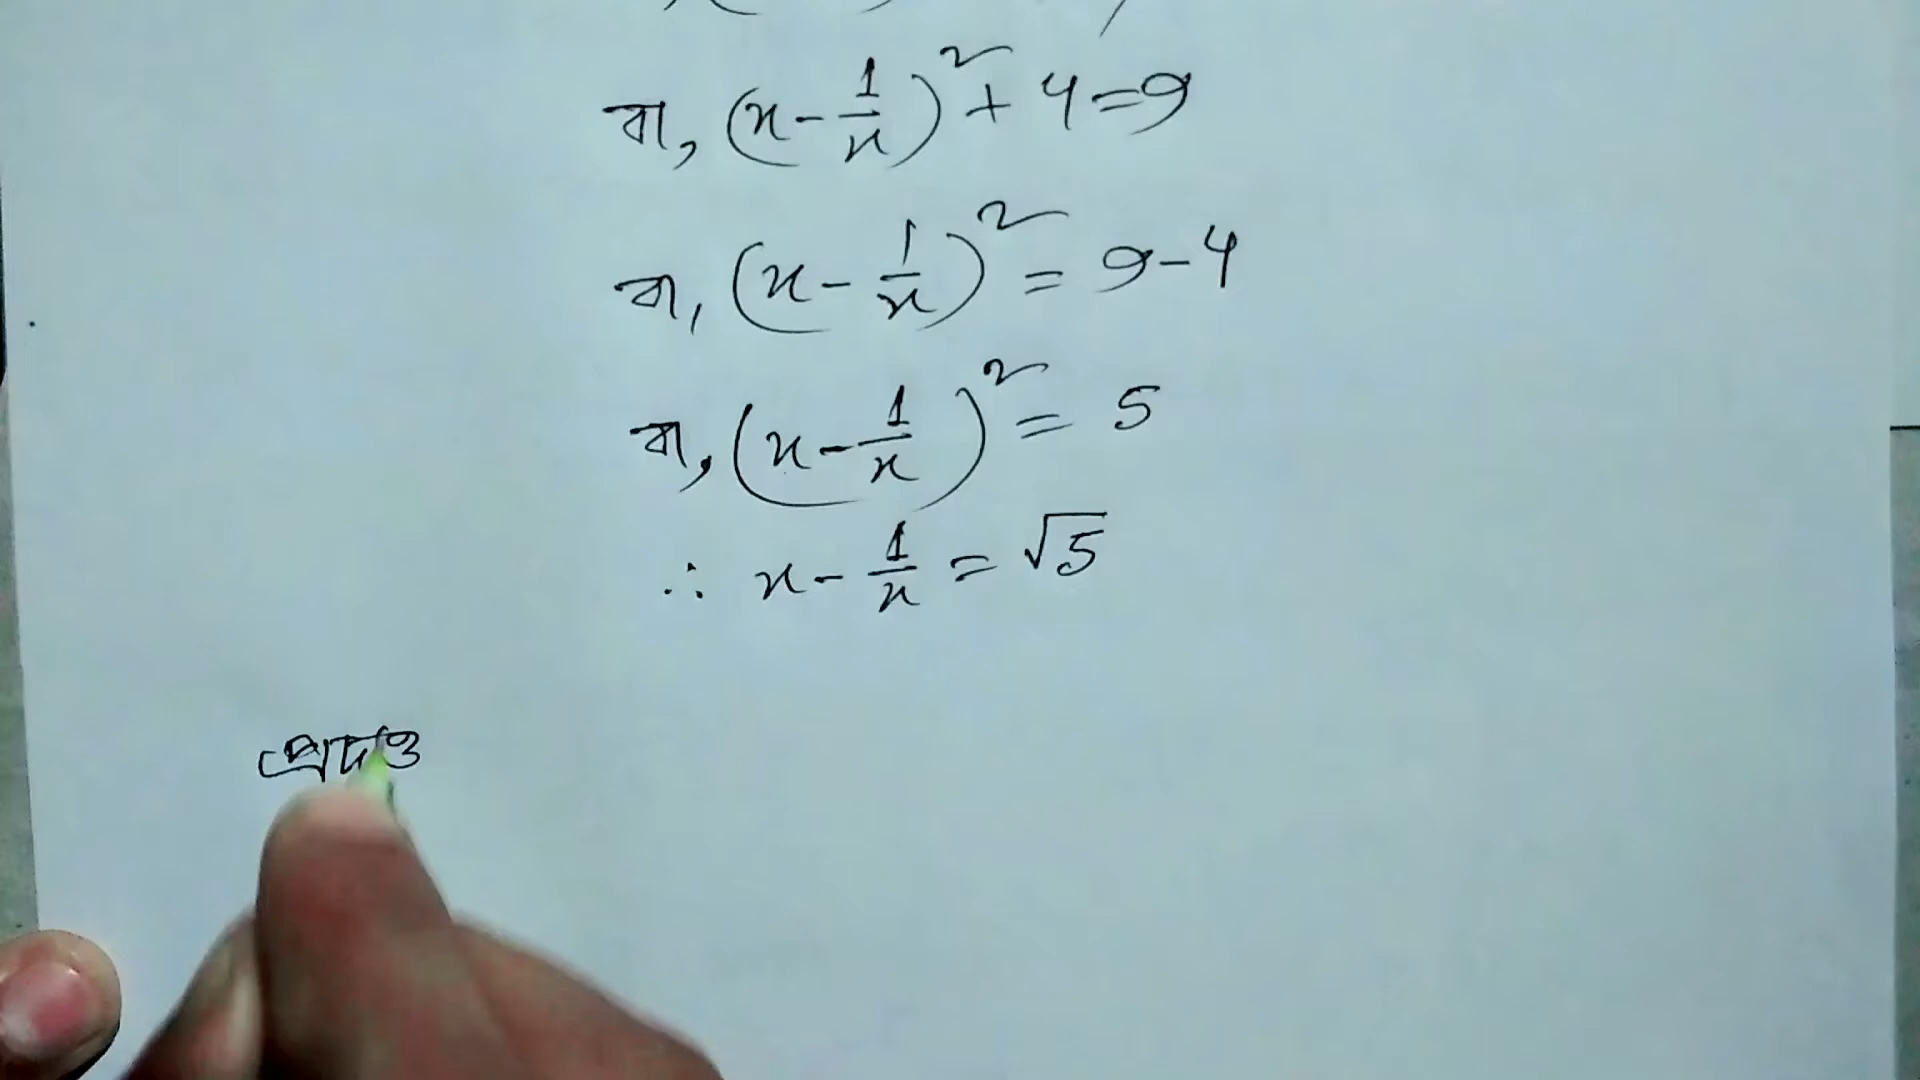 বা, (x - 1/x)² + 4 = 9
বা, (x - 1/x)² = 9 - 4
বা, (x - 1/x)² = 5
∴ x - 1/x = √5
প্রদত্ত